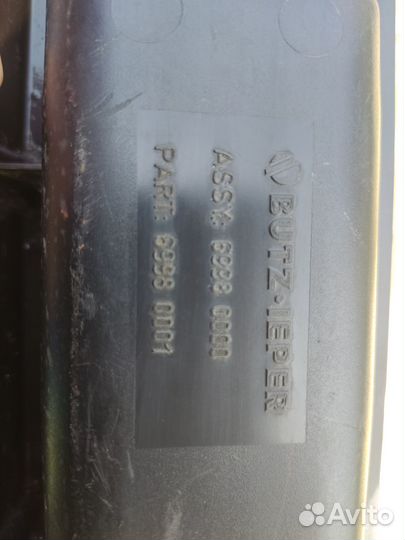 BUTZ·IEPER
ASSY: 6998 0000
PART: 6998 0001
Avito